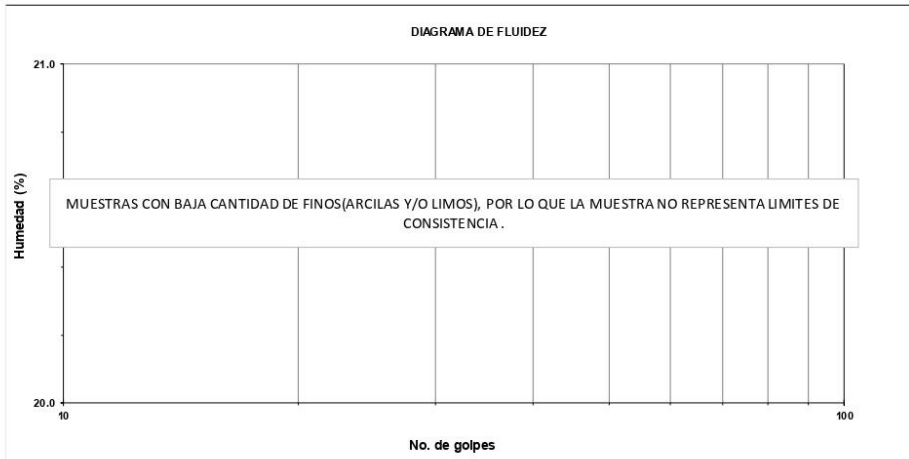 DIAGRAMA DE FLUIDEZ
21.0
Humedad (%)
MUESTRAS CON BAJA CANTIDAD DE FINOS(ARCILAS Y/O LIMOS), POR LO QUE LA MUESTRA NO REPRESENTA LIMITES DE
CONSISTENCIA .
20.0
10
100
No. de golpes